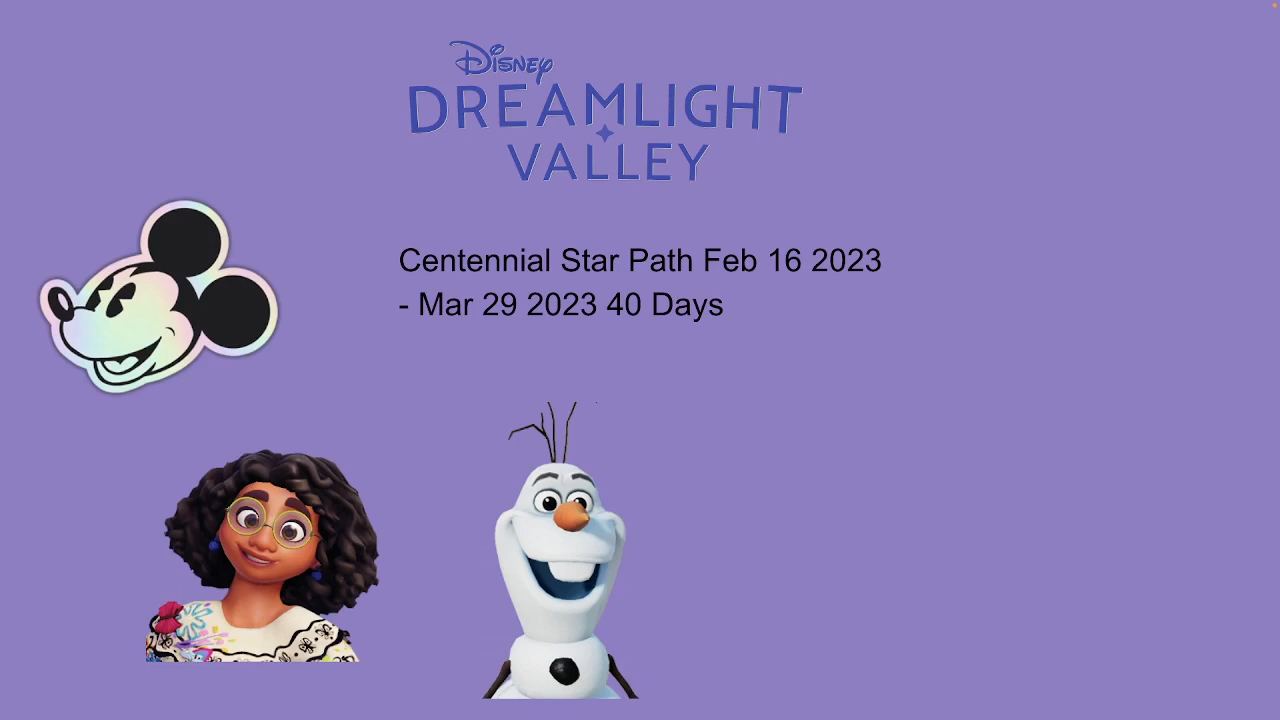 Disney
DREAMLIGHT
VALLEY
Centennial Star Path Feb 16 2023
- Mar 29 2023 40 Days